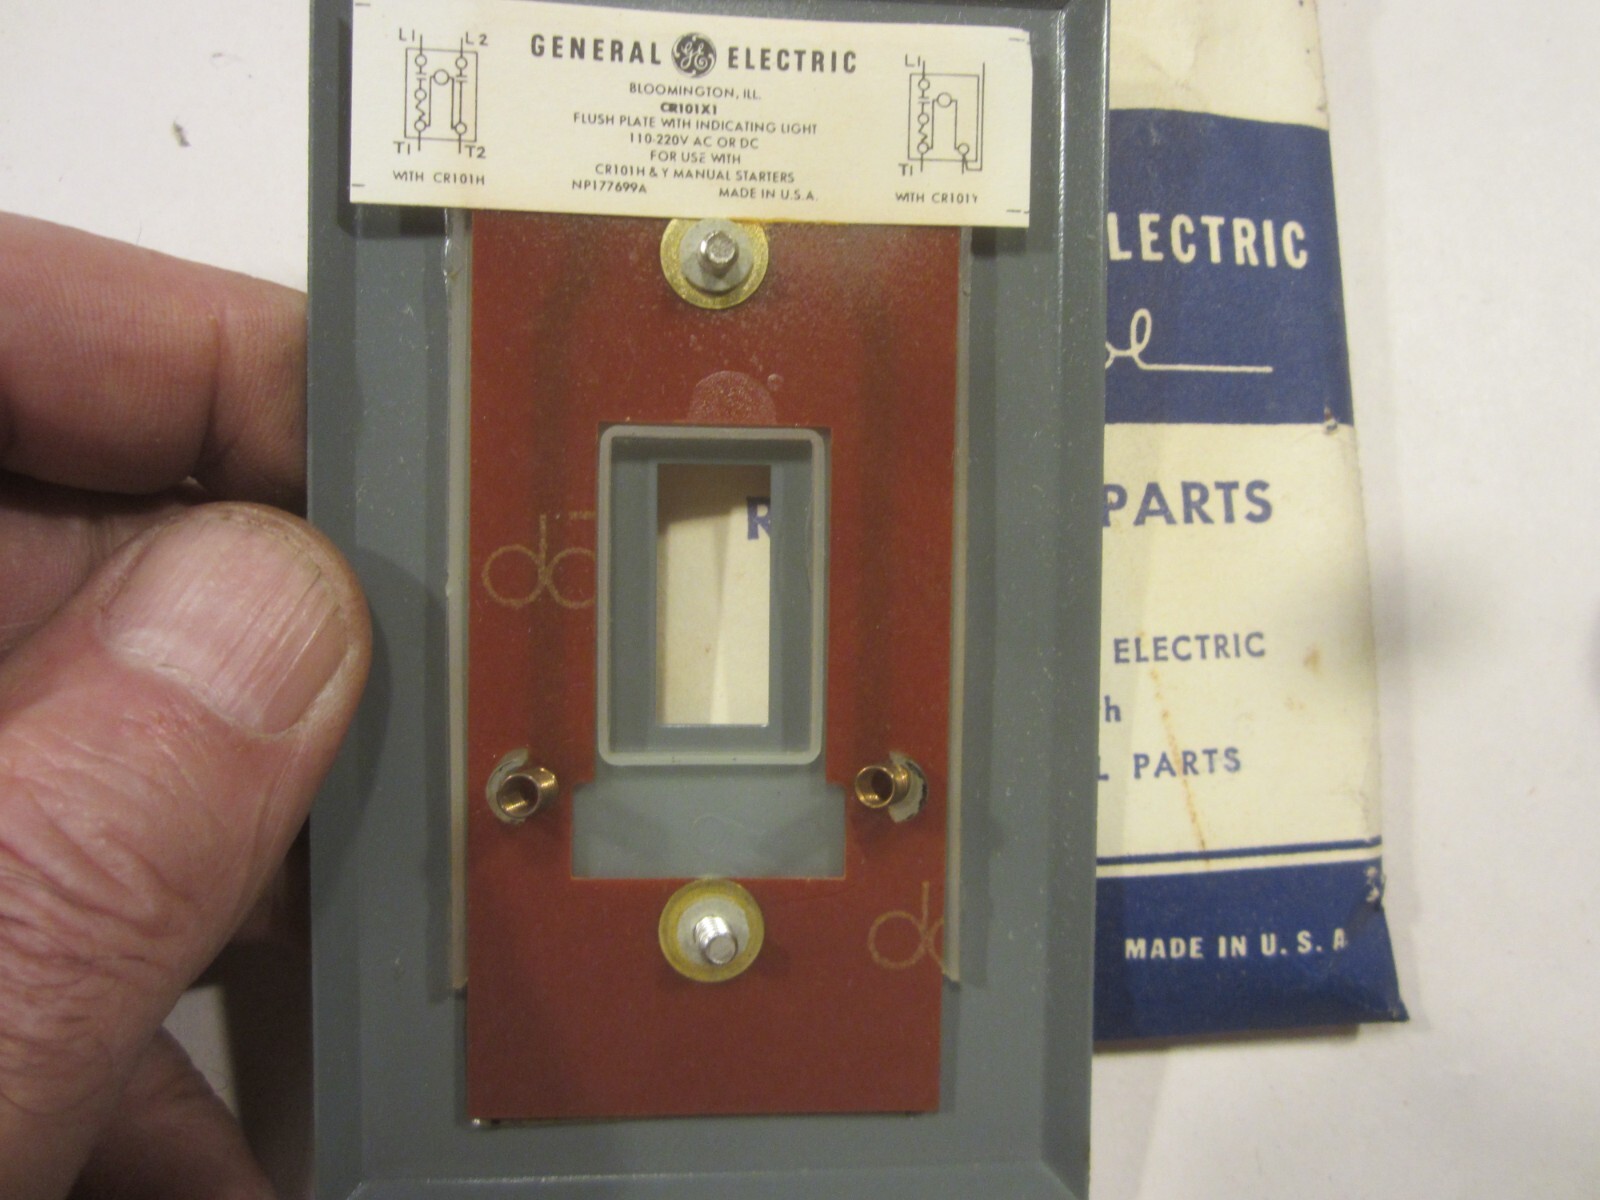 L1 L2
GENERAL GE ELECTRIC
BLOOMINGTON, ILL.
CR101X1
FLUSH PLATE WITH INDICATING LIGHT
110-220V AC OR DC
FOR USE WITH
CR101H & Y MANUAL STARTERS
NP177699A MADE IN U.S.A.
T1 T2
WITH CR101H
L1
T1
WITH CR101Y
LECTRIC
ol
PARTS
R
ELECTRIC
h
L PARTS
MADE IN U. S. A